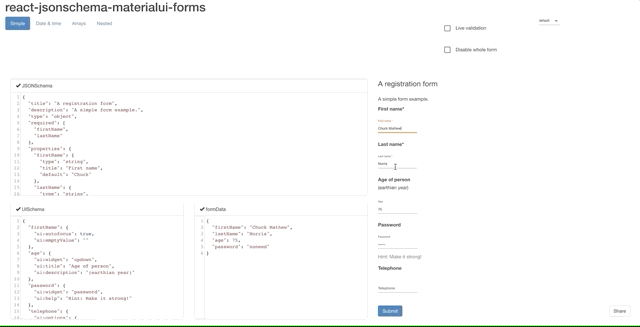 react-jsonschema-materialui-forms
Simple
Date & time
Arrays
Nested
default
Live validation
Disable whole form
JSONSchema
1 {
2 "title": "A registration form",
3 "description": "A simple form example.",
4 "type": "object",
5 "required": [
6 "firstName",
7 "lastName"
8 ],
9 "properties": {
10 "firstName": {
11 "type": "string",
12 "title": "First name",
13 "default": "Chuck"
14 },
15 "lastName": {
16 "type": "string",
UISchema
1 {
2 "firstName": {
3 "ui:autofocus": true,
4 "ui:emptyValue": ""
5 },
6 "age": {
7 "ui:widget": "updown",
8 "ui:title": "Age of person",
9 "ui:description": "(earthian year)"
10 },
11 "password": {
12 "ui:widget": "password",
13 "ui:help": "Hint: Make it strong!"
14 },
15 "telephone": {
16 "ui:options": {
formData
1 {
2 "firstName": "Chuck Mathew",
3 "lastName": "Norris",
4 "age": 75,
5 "password": "noneed"
6 }
A registration form
A simple form example.
First name*
First name
Chuck Mathew
Last name*
Last name
Norris
Age of person
(earthian year)
75
Password
Password
Hint: Make it strong!
Telephone
Telephone
Submit
Share